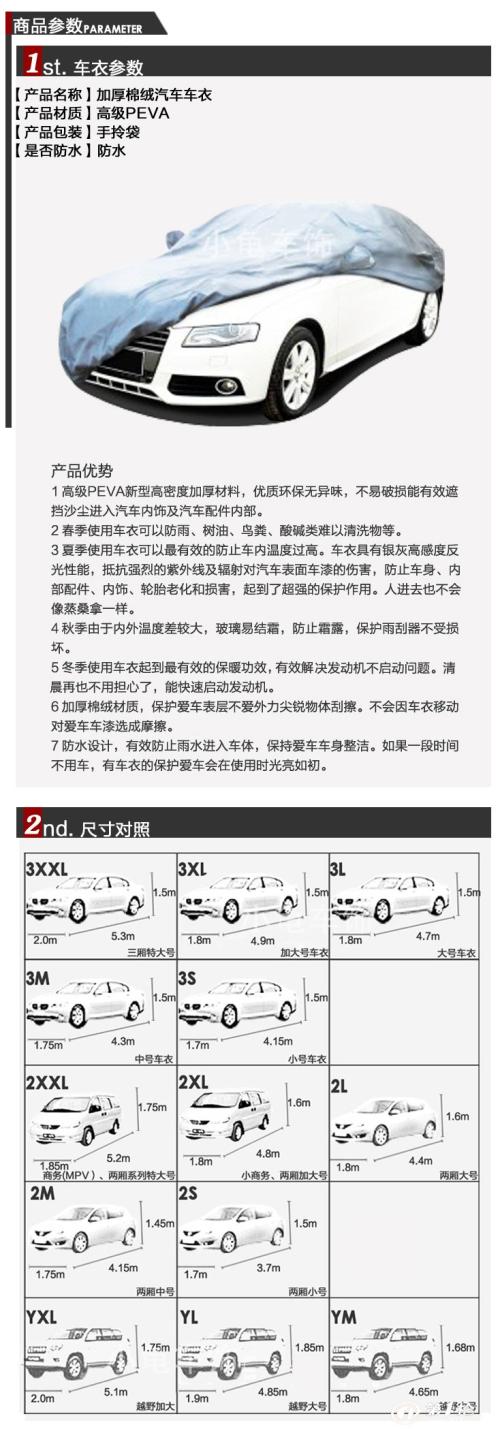 商品参数PARAMETER
1st. 车衣参数
【产品名称】加厚棉绒汽车车衣
【产品材质】高级PEVA
【产品包装】手拎袋
【是否防水】防水
小龟车饰
产品优势
1 高级PEVA新型高密度加厚材料，优质环保无异味，不易破损能有效遮
挡沙尘进入汽车内饰及汽车配件内部。
2 春季使用车衣可以防雨、树油、鸟粪、酸碱类难以清洗物等。
3 夏季使用车衣可以最有效的防止车内温度过高。车衣具有银灰高感度反
光性能，抵抗强烈的紫外线及辐射对汽车表面车漆的伤害，防止车身、内
部配件、内饰、轮胎老化和损害，起到了超强的保护作用。人进去也不会
像蒸桑拿一样。
4 秋季由于内外温度差较大，玻璃易结霜，防止霜露，保护雨刮器不受损
坏。
5 冬季使用车衣起到最有效的保暖功效，有效解决发动机不启动问题。清
晨再也不用担心了，能快速启动发动机。
6 加厚棉绒材质，保护爱车表层不爱外力尖锐物体刮擦。不会因车衣移动
对爱车车漆选成摩擦。
7 防水设计，有效防止雨水进入车体，保持爱车车身整洁。如果一段时间
不用车，有车衣的保护爱车会在使用时光亮如初。
2nd. 尺寸对照
3XXL 1.5m 2.0m 5.3m 三厢特大号
3XL 1.5m 1.8m 4.9m 加大号车衣
3L 1.5m 1.8m 4.7m 大号车衣
3M 1.5m 1.75m 4.3m 中号车衣
3S 1.5m 1.7m 4.15m 小号车衣
2XXL 1.75m 1.85m 5.2m 商务(MPV)、两厢系列特大号
2XL 1.6m 1.8m 4.8m 小商务、两厢加大号
2L 1.6m 1.8m 4.4m 两厢大号
2M 1.45m 1.75m 4.15m 两厢中号
2S 1.5m 1.7m 3.7m 两厢小号
YXL 1.75m 2.0m 5.1m 越野加大
YL 1.85m 1.9m 4.85m 越野大号
YM 1.68m 1.8m 4.65m